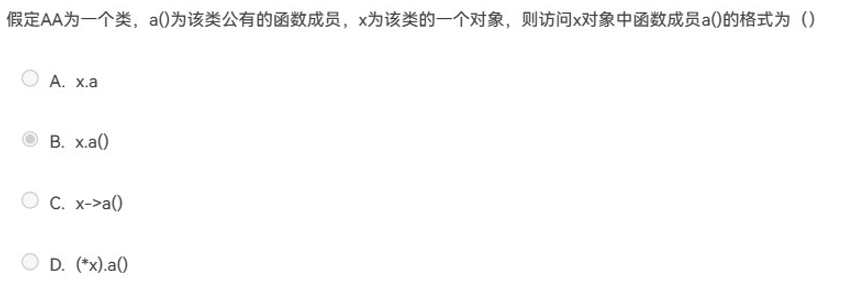 假定AA为一个类，a()为该类公有的函数成员，x为该类的一个对象，则访问x对象中函数成员a()的格式为（）
A. x.a
B. x.a()
C. x->a()
D. (*x).a()